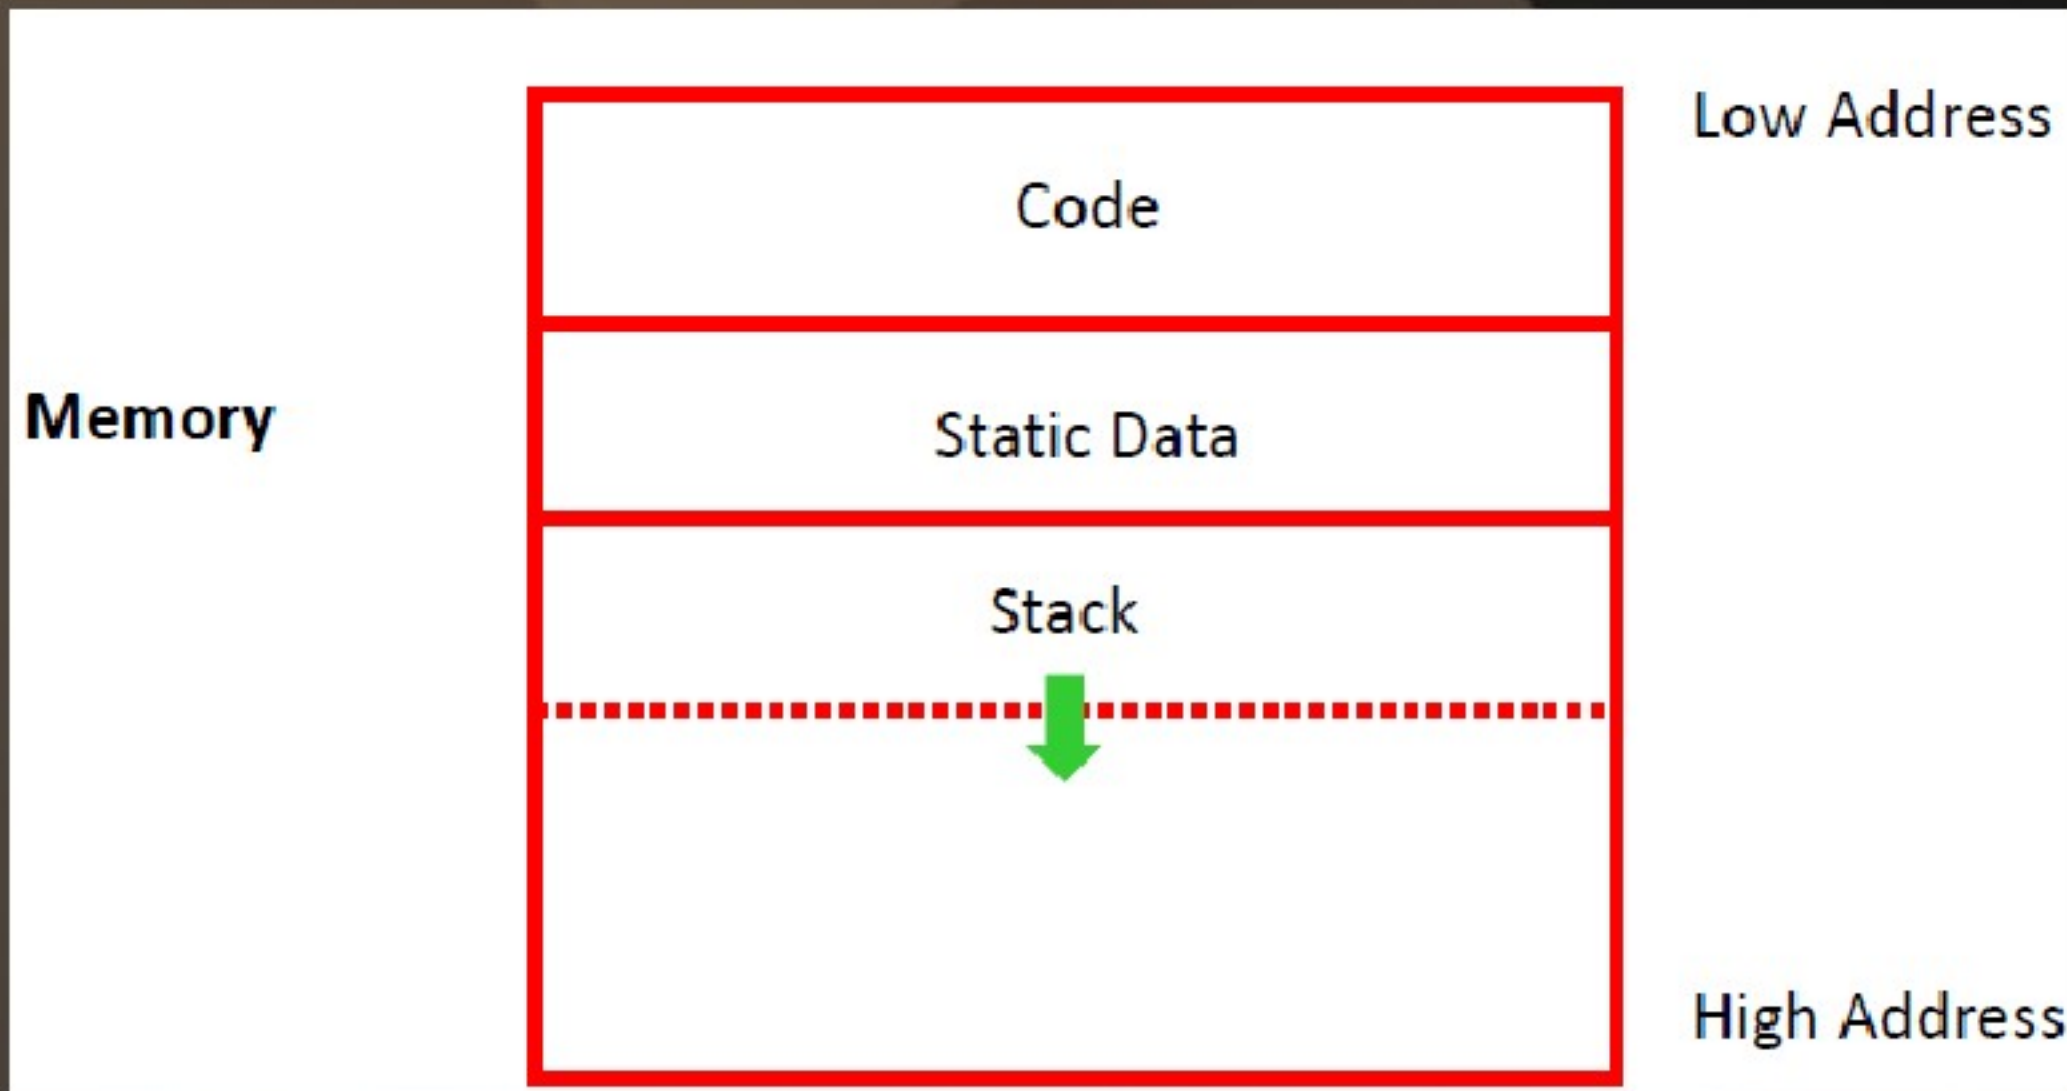 Low Address
Code
Memory
Static Data
Stack
High Address